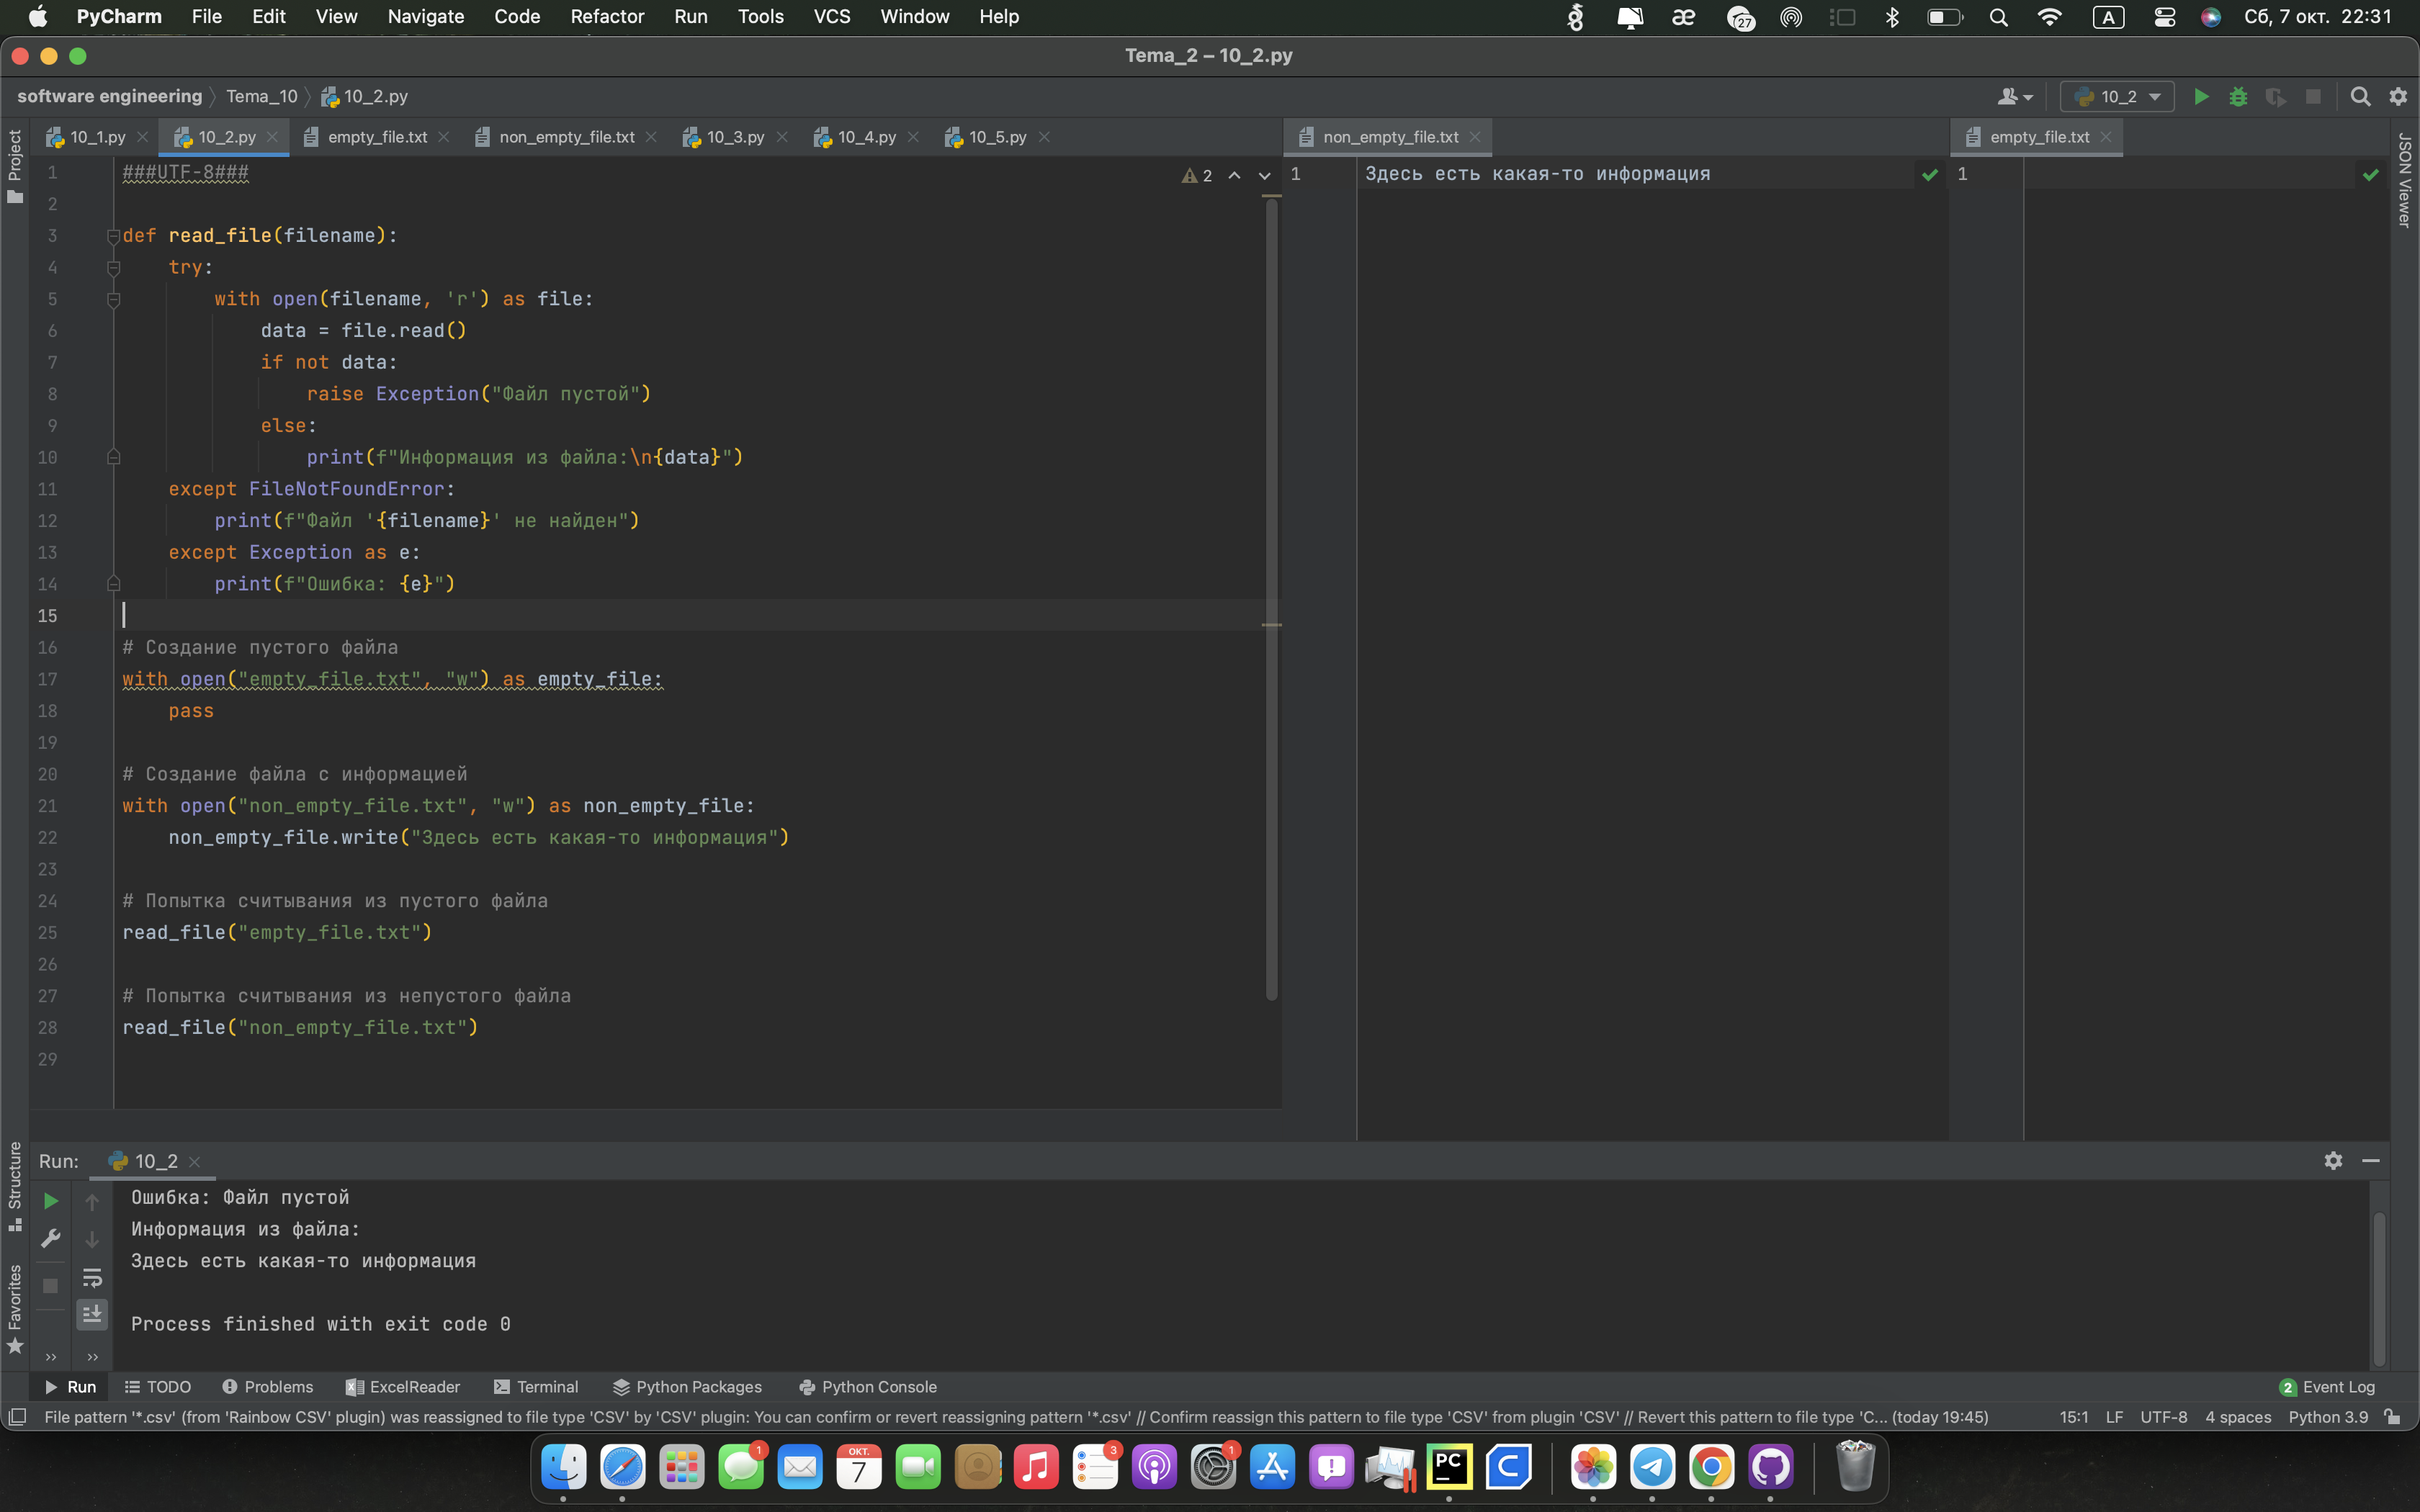 PyCharm File Edit View Navigate Code Refactor Run Tools VCS Window Help 27 A Сб, 7 окт. 22:31
Tema_2 – 10_2.py
software engineering Tema_10 10_2.py 10_2
10_1.py 10_2.py empty_file.txt non_empty_file.txt 10_3.py 10_4.py 10_5.py
non_empty_file.txt
empty_file.txt
Project
Structure
Favorites
JSON Viewer
2
1 ###UTF-8###
2
3 def read_file(filename):
4 try:
5 with open(filename, 'r') as file:
6 data = file.read()
7 if not data:
8 raise Exception("Файл пустой")
9 else:
10 print(f"Информация из файла:\n{data}")
11 except FileNotFoundError:
12 print(f"Файл '{filename}' не найден")
13 except Exception as e:
14 print(f"Ошибка: {e}")
15
16 # Создание пустого файла
17 with open("empty_file.txt", "w") as empty_file:
18 pass
19
20 # Создание файла с информацией
21 with open("non_empty_file.txt", "w") as non_empty_file:
22 non_empty_file.write("Здесь есть какая-то информация")
23
24 # Попытка считывания из пустого файла
25 read_file("empty_file.txt")
26
27 # Попытка считывания из непустого файла
28 read_file("non_empty_file.txt")
29
1 Здесь есть какая-то информация
1
Run: 10_2
Ошибка: Файл пустой
Информация из файла:
Здесь есть какая-то информация
Process finished with exit code 0
Run TODO Problems ExcelReader Terminal Python Packages Python Console 2 Event Log
File pattern '*.csv' (from 'Rainbow CSV' plugin) was reassigned to file type 'CSV' by 'CSV' plugin: You can confirm or revert reassigning pattern '*.csv' // Confirm reassign this pattern to file type 'CSV' from plugin 'CSV' // Revert this pattern to file type 'C... (today 19:45) 15:1 LF UTF-8 4 spaces Python 3.9
1 ОКТ. 7 3 1 PC C